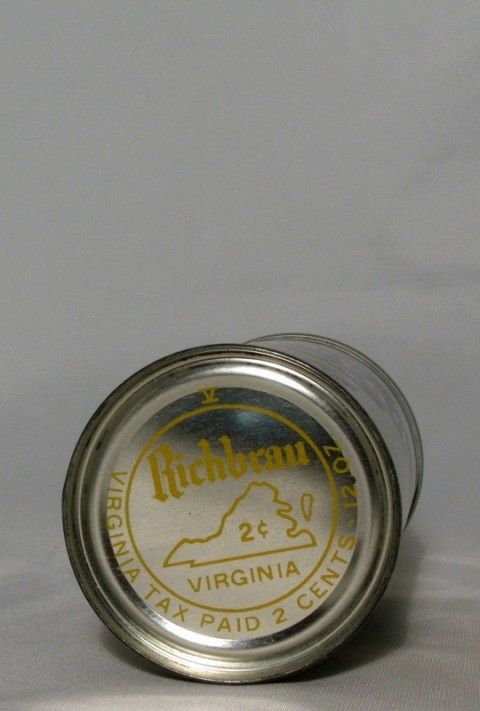 V
Richbrau
2¢
VIRGINIA
VIRGINIA TAX PAID 2 CENTS - 12 OZ